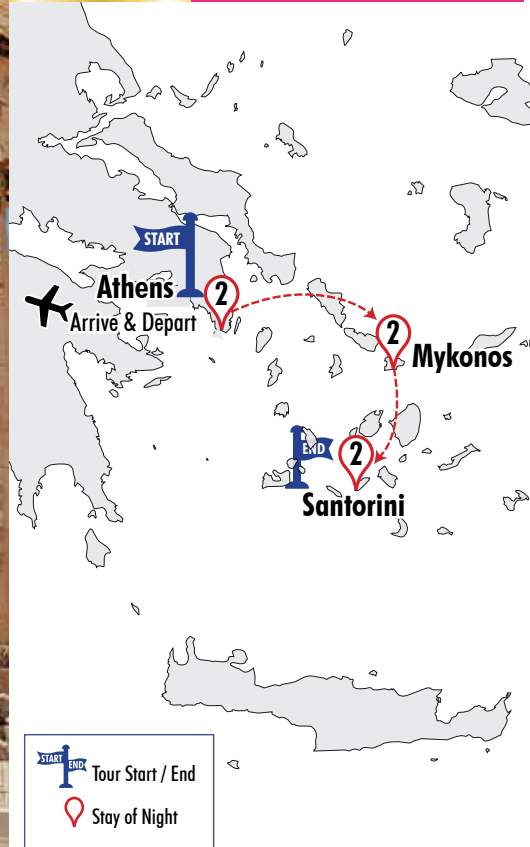 START
Athens
2
Arrive & Depart
2
Mykonos
END
2
Santorini
START
END
Tour Start / End
Stay of Night